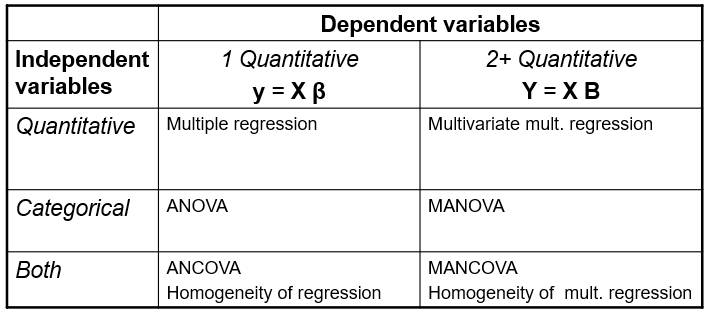 Dependent variables
Independent variables
1 Quantitative
2+ Quantitative
y = X β
Y = X B
Quantitative
Multiple regression
Multivariate mult. regression
Categorical
ANOVA
MANOVA
Both
ANCOVA
Homogeneity of regression
MANCOVA
Homogeneity of  mult. regression